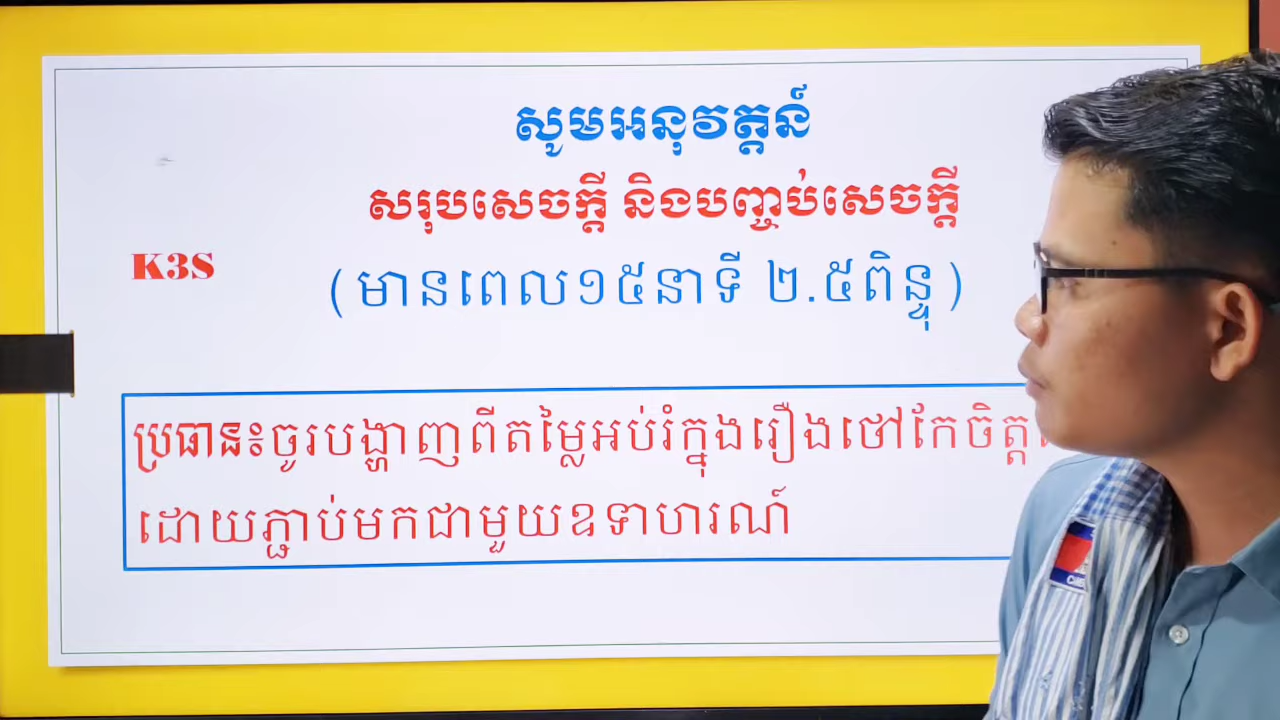 សូមអនុវត្តន៍
សរុបសេចក្ដី និងបញ្ចប់សេចក្ដី
K3S
(មានពេល១៥នាទី ២.៥ពិន្ទុ)
ប្រធាន៖ចូរបង្ហាញពីតម្លៃអប់រំក្នុងរឿងថៅកែចិត្ត
ដោយភ្ជាប់មកជាមួយឧទាហរណ៍